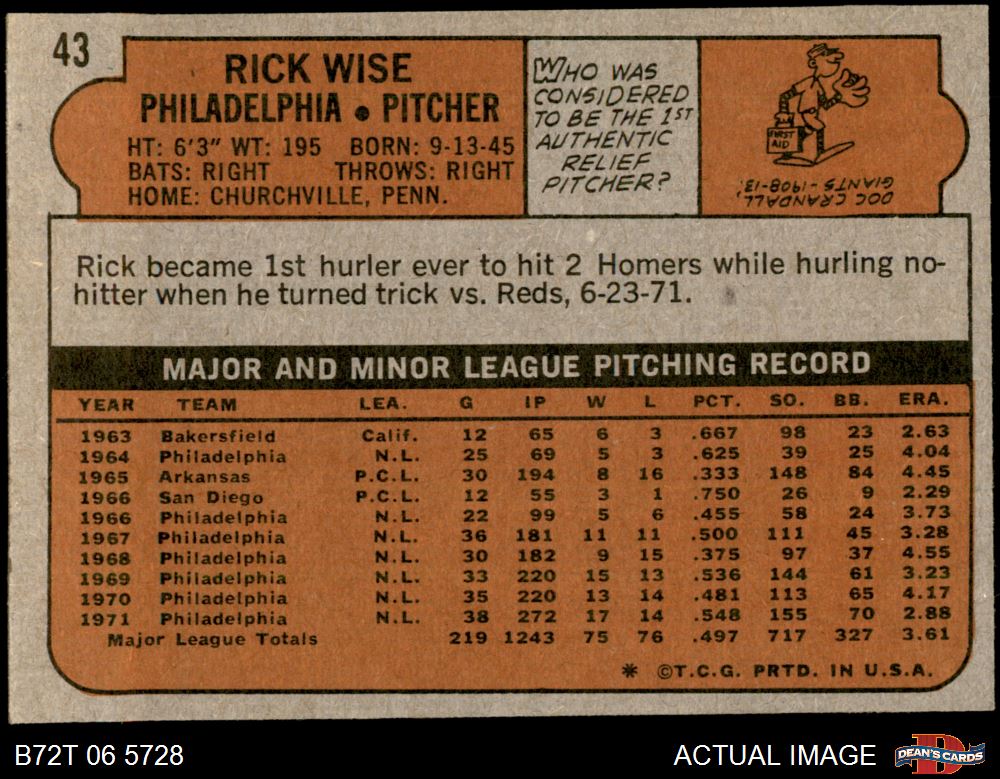 43
RICK WISE
PHILADELPHIA • PITCHER
HT: 6'3" WT: 195 BORN: 9-13-45
BATS: RIGHT THROWS: RIGHT
HOME: CHURCHVILLE, PENN.
WHO WAS
CONSIDERED
TO BE THE 1ST
AUTHENTIC
RELIEF
PITCHER?
FIRST
AID
DOC CRANDALL,
GIANTS - 1908-13.
Rick became 1st hurler ever to hit 2 Homers while hurling no-
hitter when he turned trick vs. Reds, 6-23-71.
MAJOR AND MINOR LEAGUE PITCHING RECORD
YEAR TEAM LEA. G IP W L PCT. SO. BB. ERA.
1963 Bakersfield Calif. 12 65 6 3 .667 98 23 2.63
1964 Philadelphia N.L. 25 69 5 3 .625 39 25 4.04
1965 Arkansas P.C.L. 30 194 8 16 .333 148 84 4.45
1966 San Diego P.C.L. 12 55 3 1 .750 26 9 2.29
1966 Philadelphia N.L. 22 99 5 6 .455 58 24 3.73
1967 Philadelphia N.L. 36 181 11 11 .500 111 45 3.28
1968 Philadelphia N.L. 30 182 9 15 .375 97 37 4.55
1969 Philadelphia N.L. 33 220 15 13 .536 144 61 3.23
1970 Philadelphia N.L. 35 220 13 14 .481 113 65 4.17
1971 Philadelphia N.L. 38 272 17 14 .548 155 70 2.88
Major League Totals 219 1243 75 76 .497 717 327 3.61
* ©T.C.G. PRTD. IN U.S.A.
B72T 06 5728
ACTUAL IMAGE
D
DEAN'S CARDS